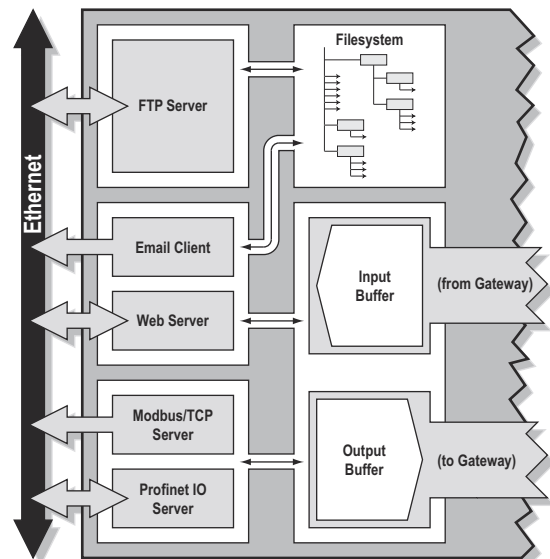 Ethernet
FTP Server
Filesystem
Email Client
Web Server
Input
Buffer
(from Gateway)
Modbus/TCP
Server
Profinet IO
Server
Output
Buffer
(to Gateway)